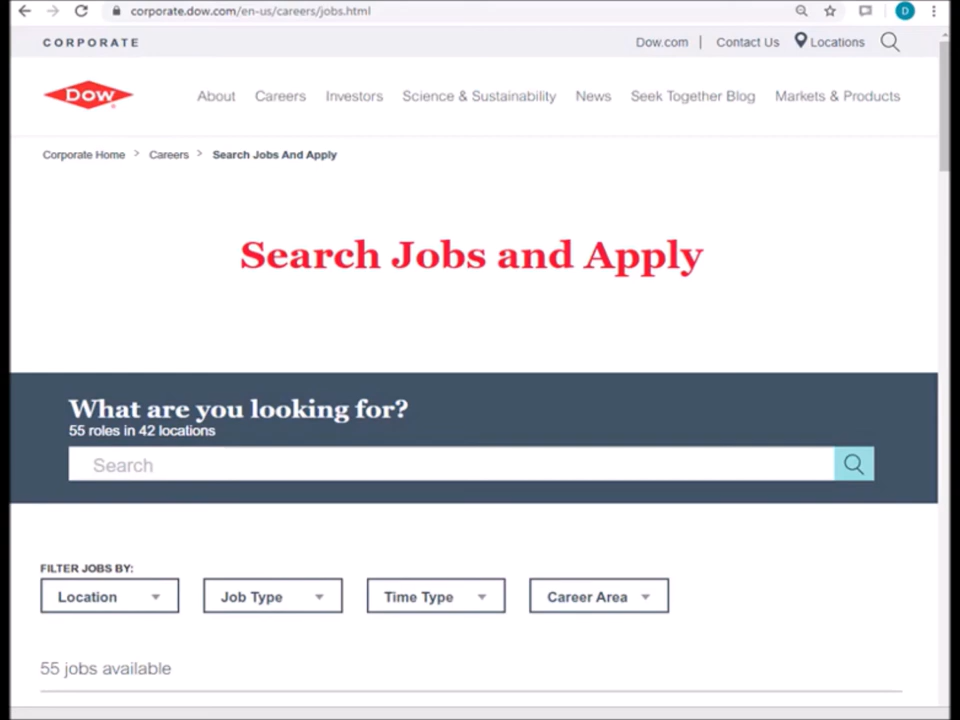 corporate.dow.com/en-us/careers/jobs.html
D
CORPORATE
Dow.com | Contact Us Locations
Dow
About Careers Investors Science & Sustainability News Seek Together Blog Markets & Products
Corporate Home > Careers > Search Jobs And Apply
Search Jobs and Apply
What are you looking for?
55 roles in 42 locations
Search
FILTER JOBS BY:
Location Job Type Time Type Career Area
55 jobs available